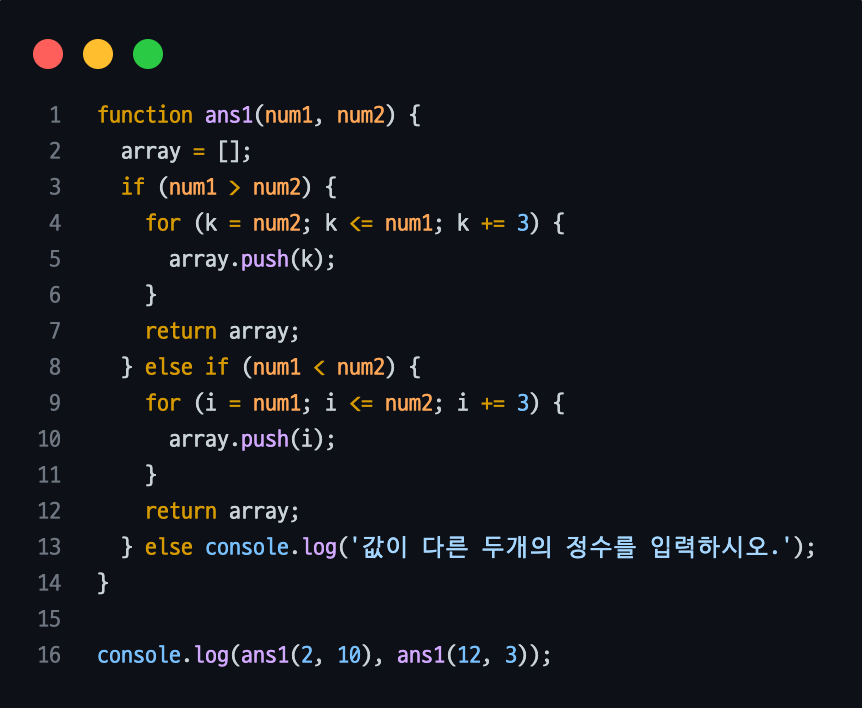 1 function ans1(num1, num2) {
2   array = [];
3   if (num1 > num2) {
4     for (k = num2; k <= num1; k += 3) {
5       array.push(k);
6     }
7     return array;
8   } else if (num1 < num2) {
9     for (i = num1; i <= num2; i += 3) {
10       array.push(i);
11     }
12     return array;
13   } else console.log('값이 다른 두개의 정수를 입력하시오.');
14 }
15
16 console.log(ans1(2, 10), ans1(12, 3));